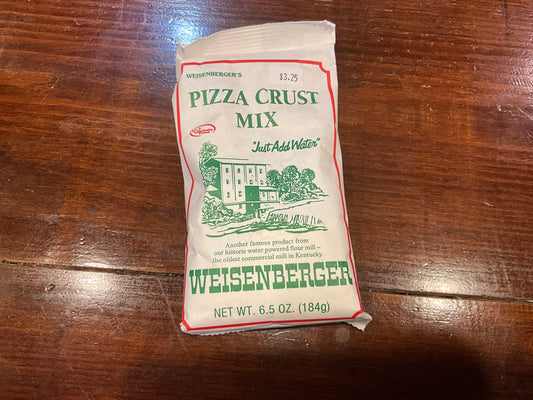 WEISENBERGER'S
$3.25
PIZZA CRUST
MIX
"Just Add Water"
Another famous product from
our historic water powered flour mill –
the oldest commercial mill in Kentucky
WEISENBERGER
NET WT. 6.5 OZ. (184g)